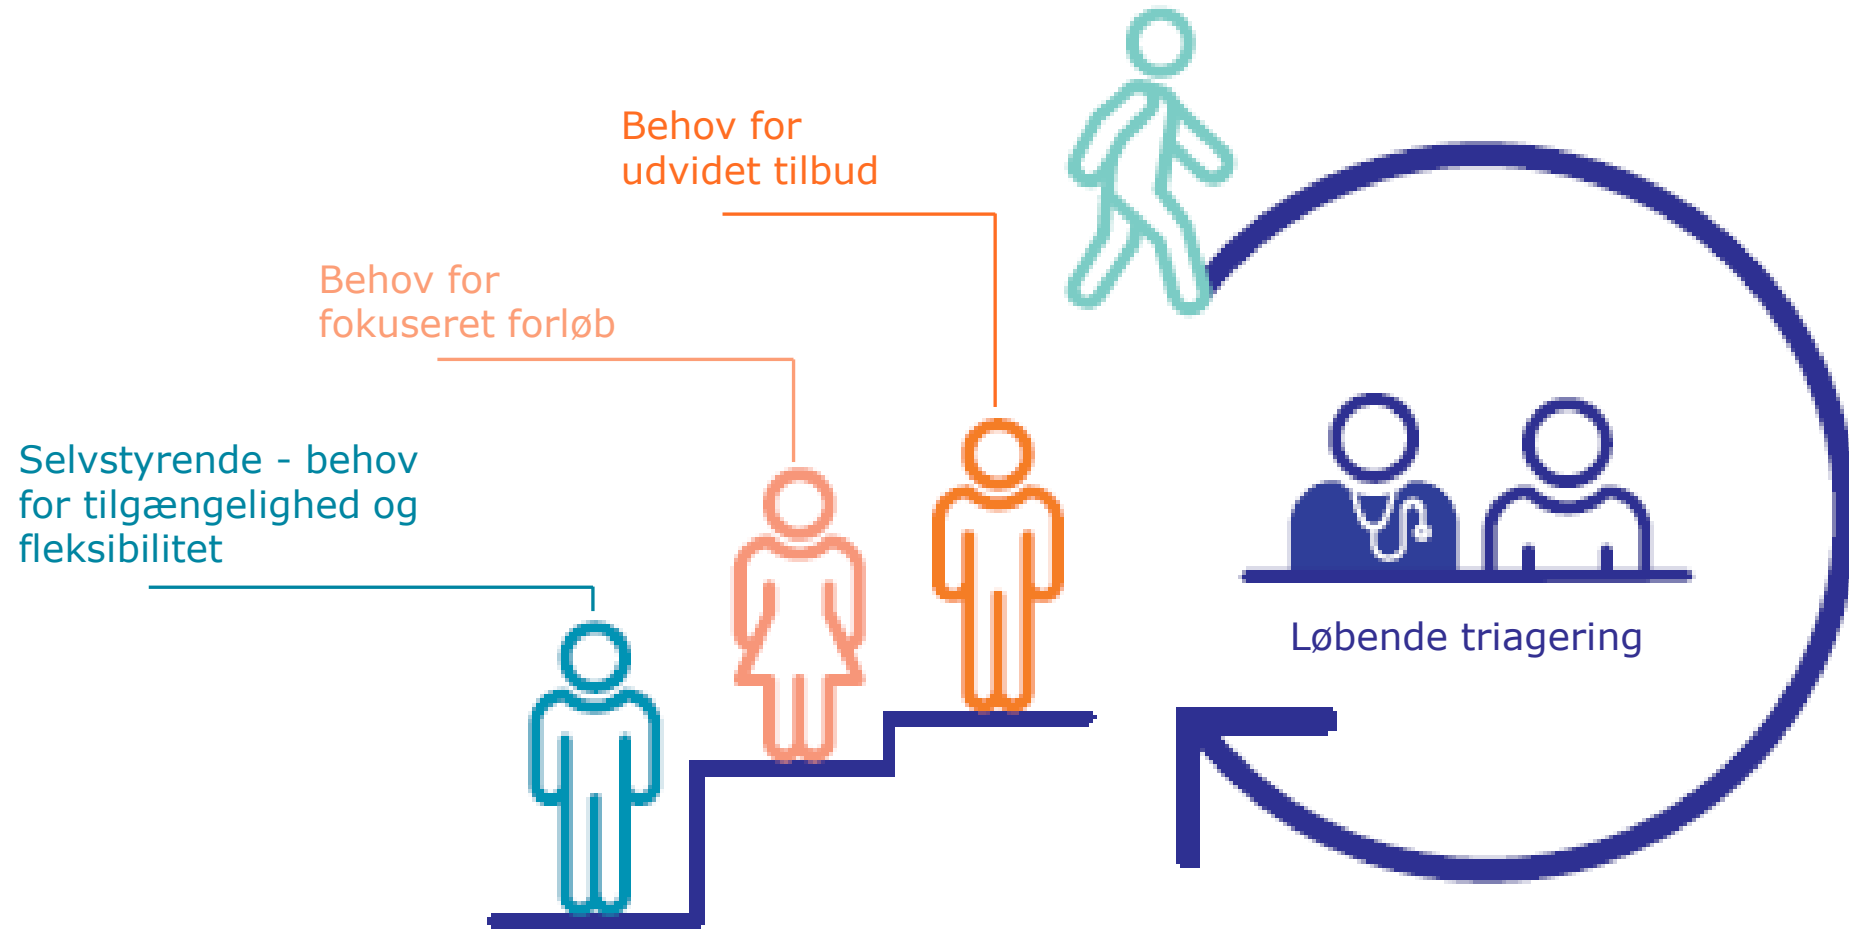 Behov for
udvidet tilbud
Behov for
fokuseret forløb
Selvstyrende - behov
for tilgængelighed og
fleksibilitet
Løbende triagering